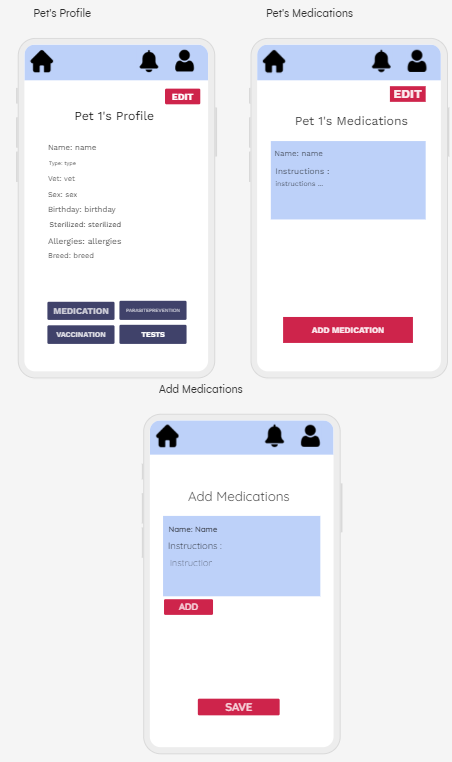 Pet's Profile
EDIT
Pet 1's Profile
Name: name
Type: type
Vet: vet
Sex: sex
Birthday: birthday
Sterilized: sterilized
Allergies: allergies
Breed: breed
MEDICATION
PARASITEPREVENTION
VACCINATION
TESTS
Pet's Medications
EDIT
Pet 1's Medications
Name: name
Instructions :
instructions ...
ADD MEDICATION
Add Medications
Add Medications
Name: Name
Instructions :
Instruction
ADD
SAVE